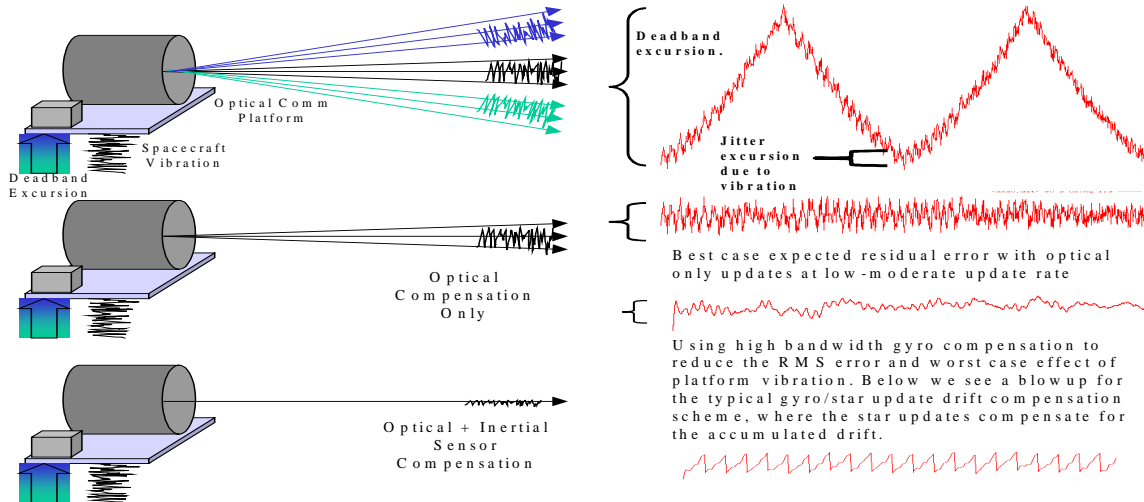 Optical Comm
Platform
Spacecraft
Vibration
Deadband
Excursion
Optical
Compensation
Only
Optical + Inertial
Sensor
Compensation
Deadband
excursion.
Jitter
excursion
due to
vibration
Best case expected residual error with optical
only updates at low-moderate update rate
Using high bandwidth gyro compensation to
reduce the RMS error and worst case effect of
platform vibration. Below we see a blowup for
the typical gyro/star update drift compensation
scheme, where the star updates compensate for
the accumulated drift.